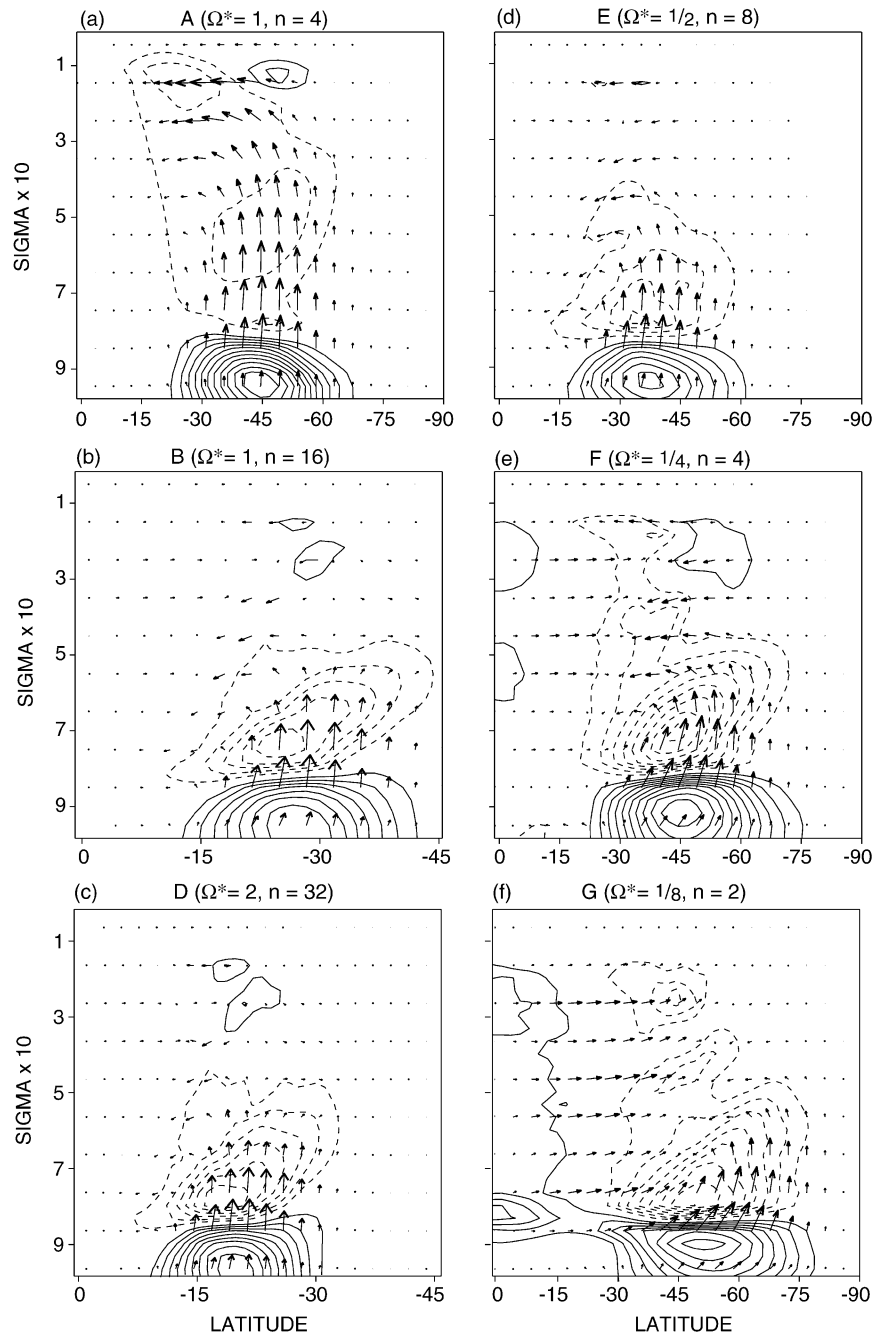 (a) A (Ω*= 1, n = 4)
1
3
5
7
9
SIGMA x 10
0 -15 -30 -45 -60 -75 -90
(d) E (Ω*= 1/2, n = 8)
0 -15 -30 -45 -60 -75 -90
(b) B (Ω*= 1, n = 16)
1
3
5
7
9
SIGMA x 10
0 -15 -30 -45
(e) F (Ω*= 1/4, n = 4)
0 -15 -30 -45 -60 -75 -90
(c) D (Ω*= 2, n = 32)
1
3
5
7
9
SIGMA x 10
0 -15 -30 -45
LATITUDE
(f) G (Ω*= 1/8, n = 2)
0 -15 -30 -45 -60 -75 -90
LATITUDE